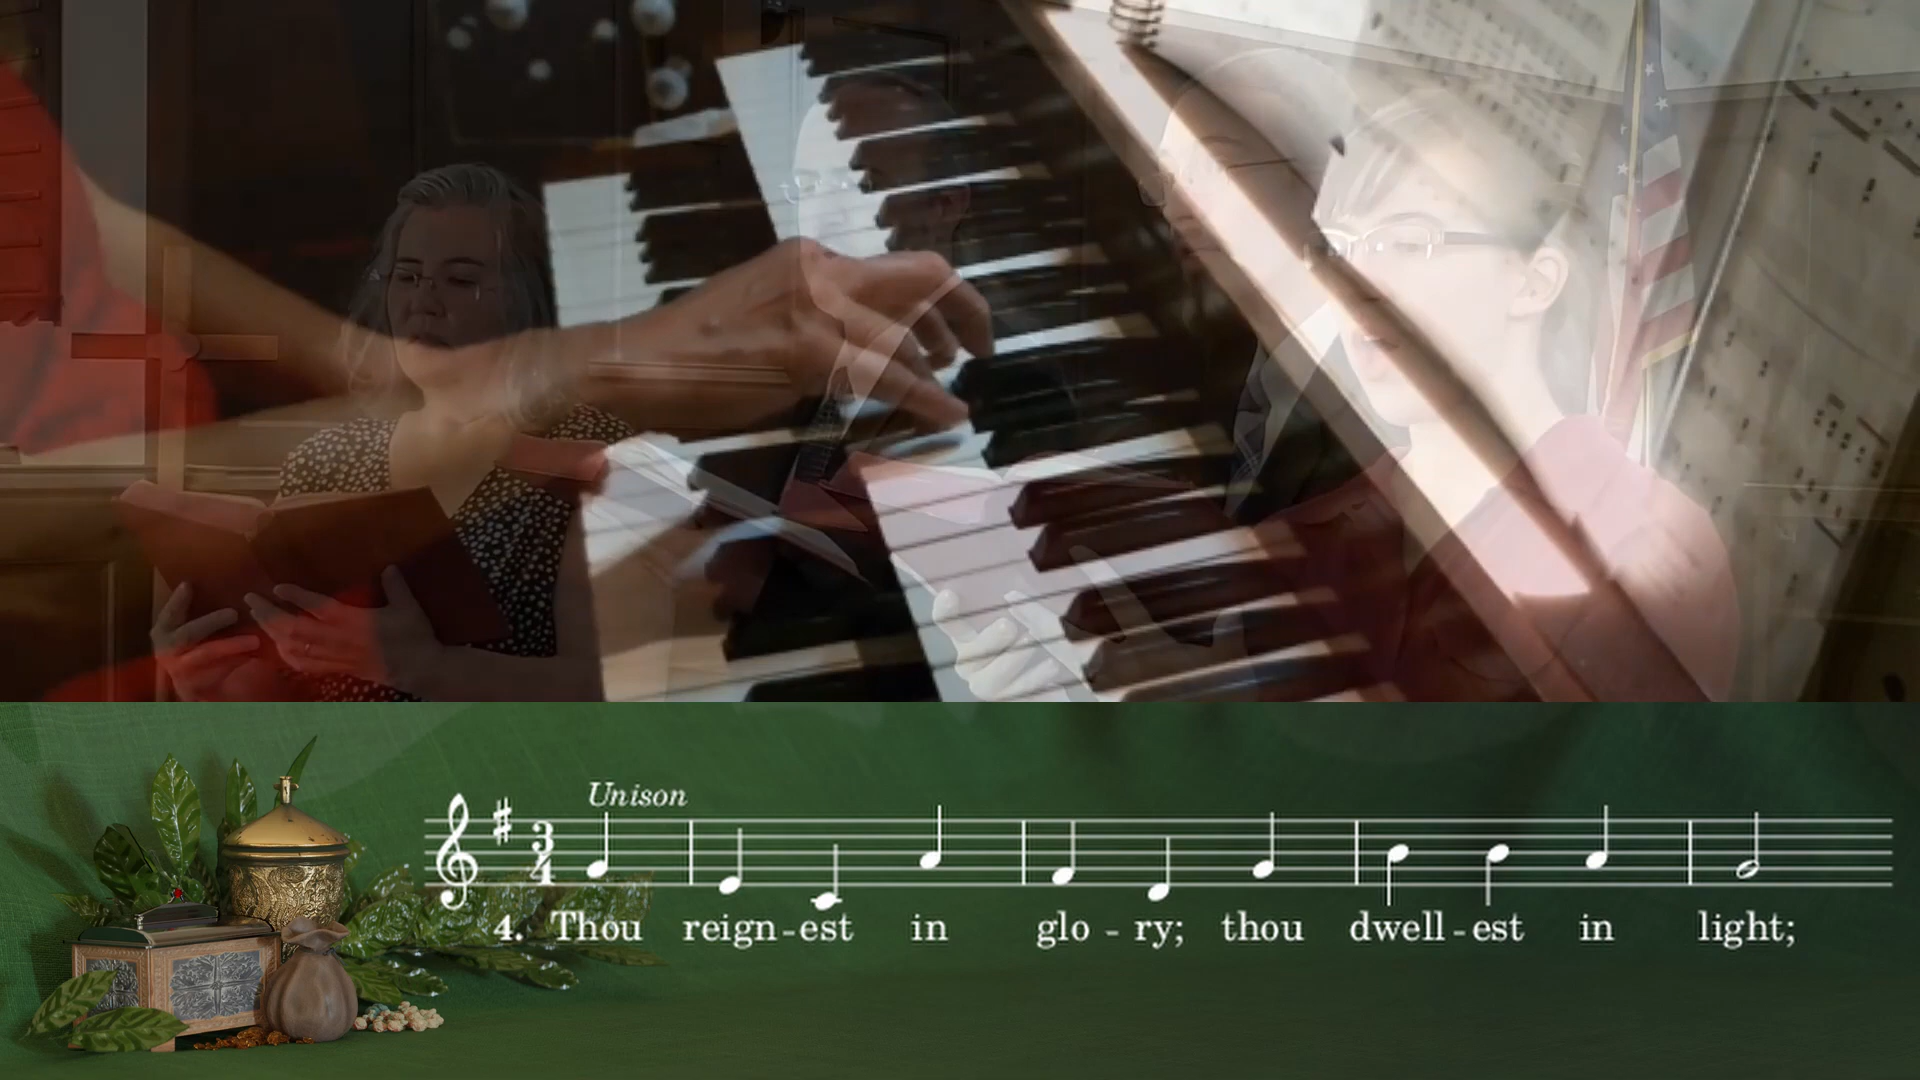 Unison
4. Thou reign-est in glo - ry; thou dwell-est in light;